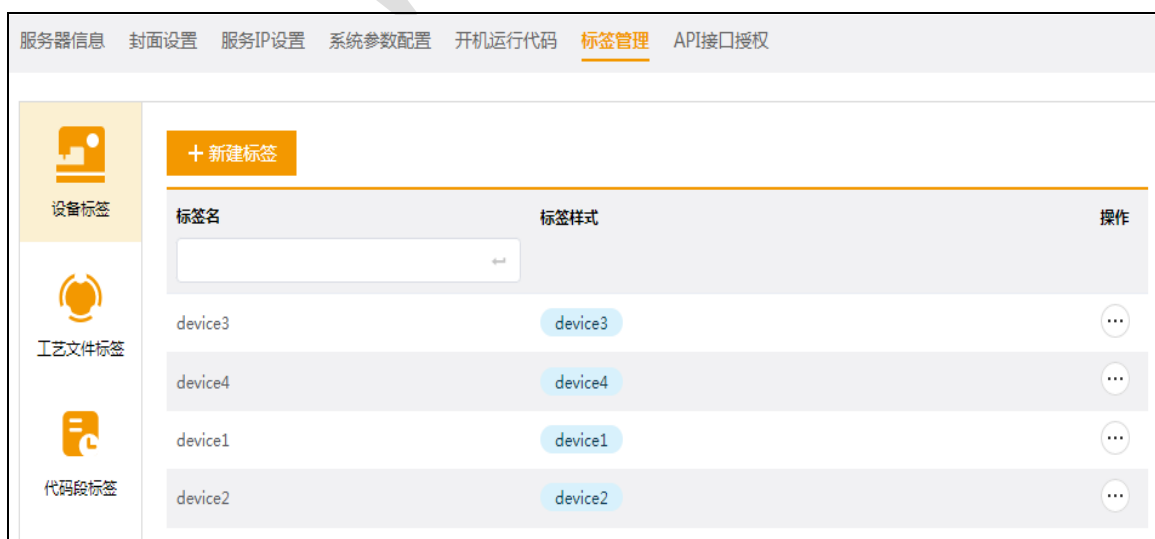 服务器信息 封面设置 服务IP设置 系统参数配置 开机运行代码 标签管理 API接口授权
设备标签
工艺文件标签
代码段标签
+ 新建标签
标签名 标签样式 操作
device3 device3
device4 device4
device1 device1
device2 device2